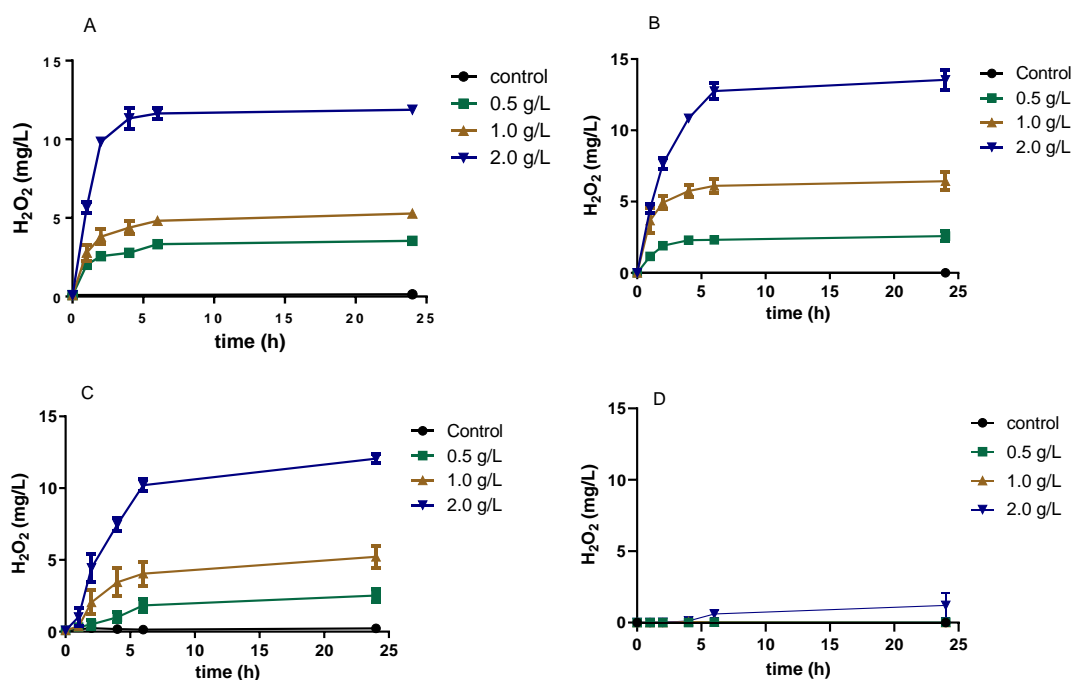 A
H₂O₂ (mg/L)
15
10
5
0
0 5 10 15 20 25
time (h)
control
0.5 g/L
1.0 g/L
2.0 g/L
B
H₂O₂ (mg/L)
15
10
5
0
0 5 10 15 20 25
time (h)
Control
0.5 g/L
1.0 g/L
2.0 g/L
C
H₂O₂ (mg/L)
15
10
5
0
0 5 10 15 20 25
time (h)
Control
0.5 g/L
1.0 g/L
2.0 g/L
D
H₂O₂ (mg/L)
15
10
5
0
0 5 10 15 20 25
time (h)
control
0.5 g/L
1.0 g/L
2.0 g/L